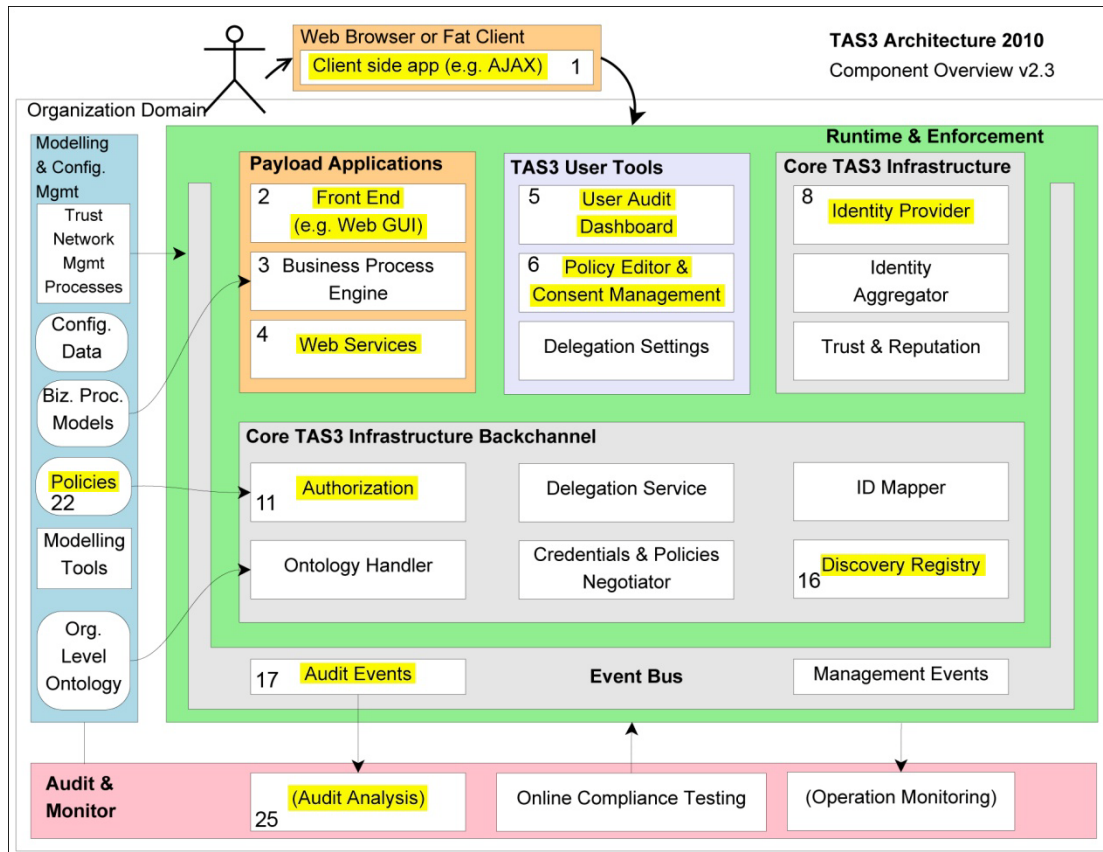 Web Browser or Fat Client
Client side app (e.g. AJAX) 1
TAS3 Architecture 2010
Component Overview v2.3
Organization Domain
Modelling
& Config.
Mgmt
Trust
Network
Mgmt
Processes
Config.
Data
Biz. Proc.
Models
Policies
22
Modelling
Tools
Org.
Level
Ontology
Runtime & Enforcement
Payload Applications
2 Front End
(e.g. Web GUI)
3 Business Process
Engine
4
Web Services
TAS3 User Tools
5 User Audit
Dashboard
6 Policy Editor &
Consent Management
Delegation Settings
Core TAS3 Infrastructure
8
Identity Provider
Identity
Aggregator
Trust & Reputation
Core TAS3 Infrastructure Backchannel
Authorization
11
Delegation Service
ID Mapper
Ontology Handler
Credentials & Policies
Negotiator
Discovery Registry
16
17 Audit Events
Event Bus
Management Events
Audit &
Monitor
(Audit Analysis)
25
Online Compliance Testing
(Operation Monitoring)